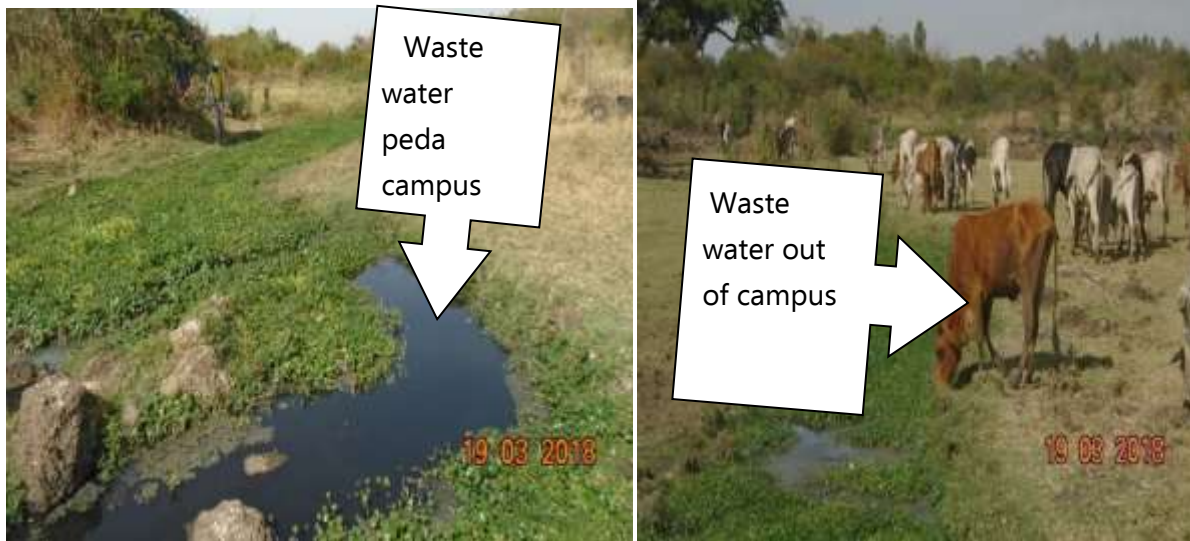 Waste
water
peda
campus
19 03 2018
Waste
water out
of campus
19 03 2018